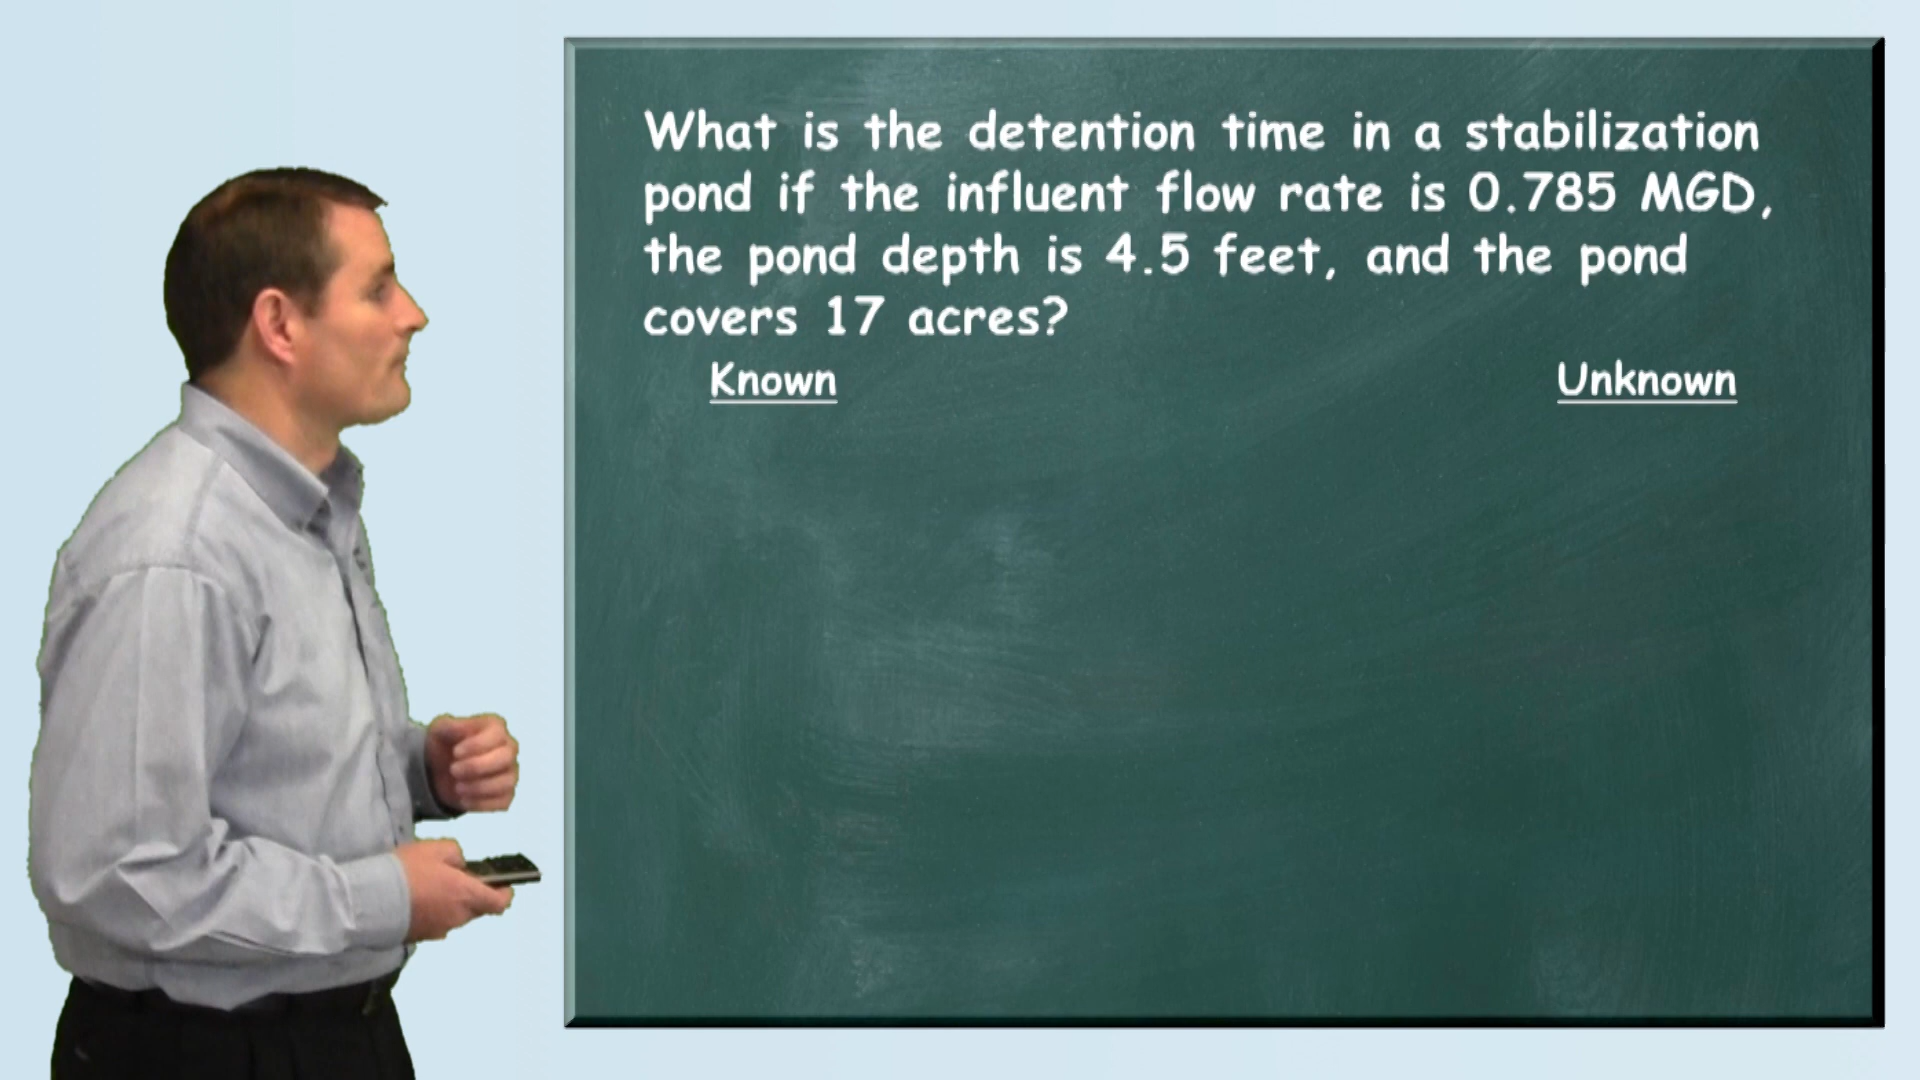 What is the detention time in a stabilization
pond if the influent flow rate is 0.785 MGD,
the pond depth is 4.5 feet, and the pond
covers 17 acres?
Known
Unknown